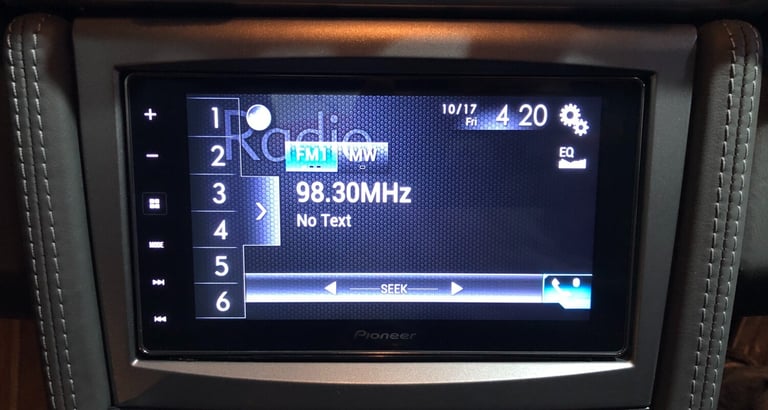 1
2
3
4
5
6
Radio
10/17
Fri
4 20
EQ
FM1 MW
98.30MHz
No Text
SEEK
MODE
Pioneer